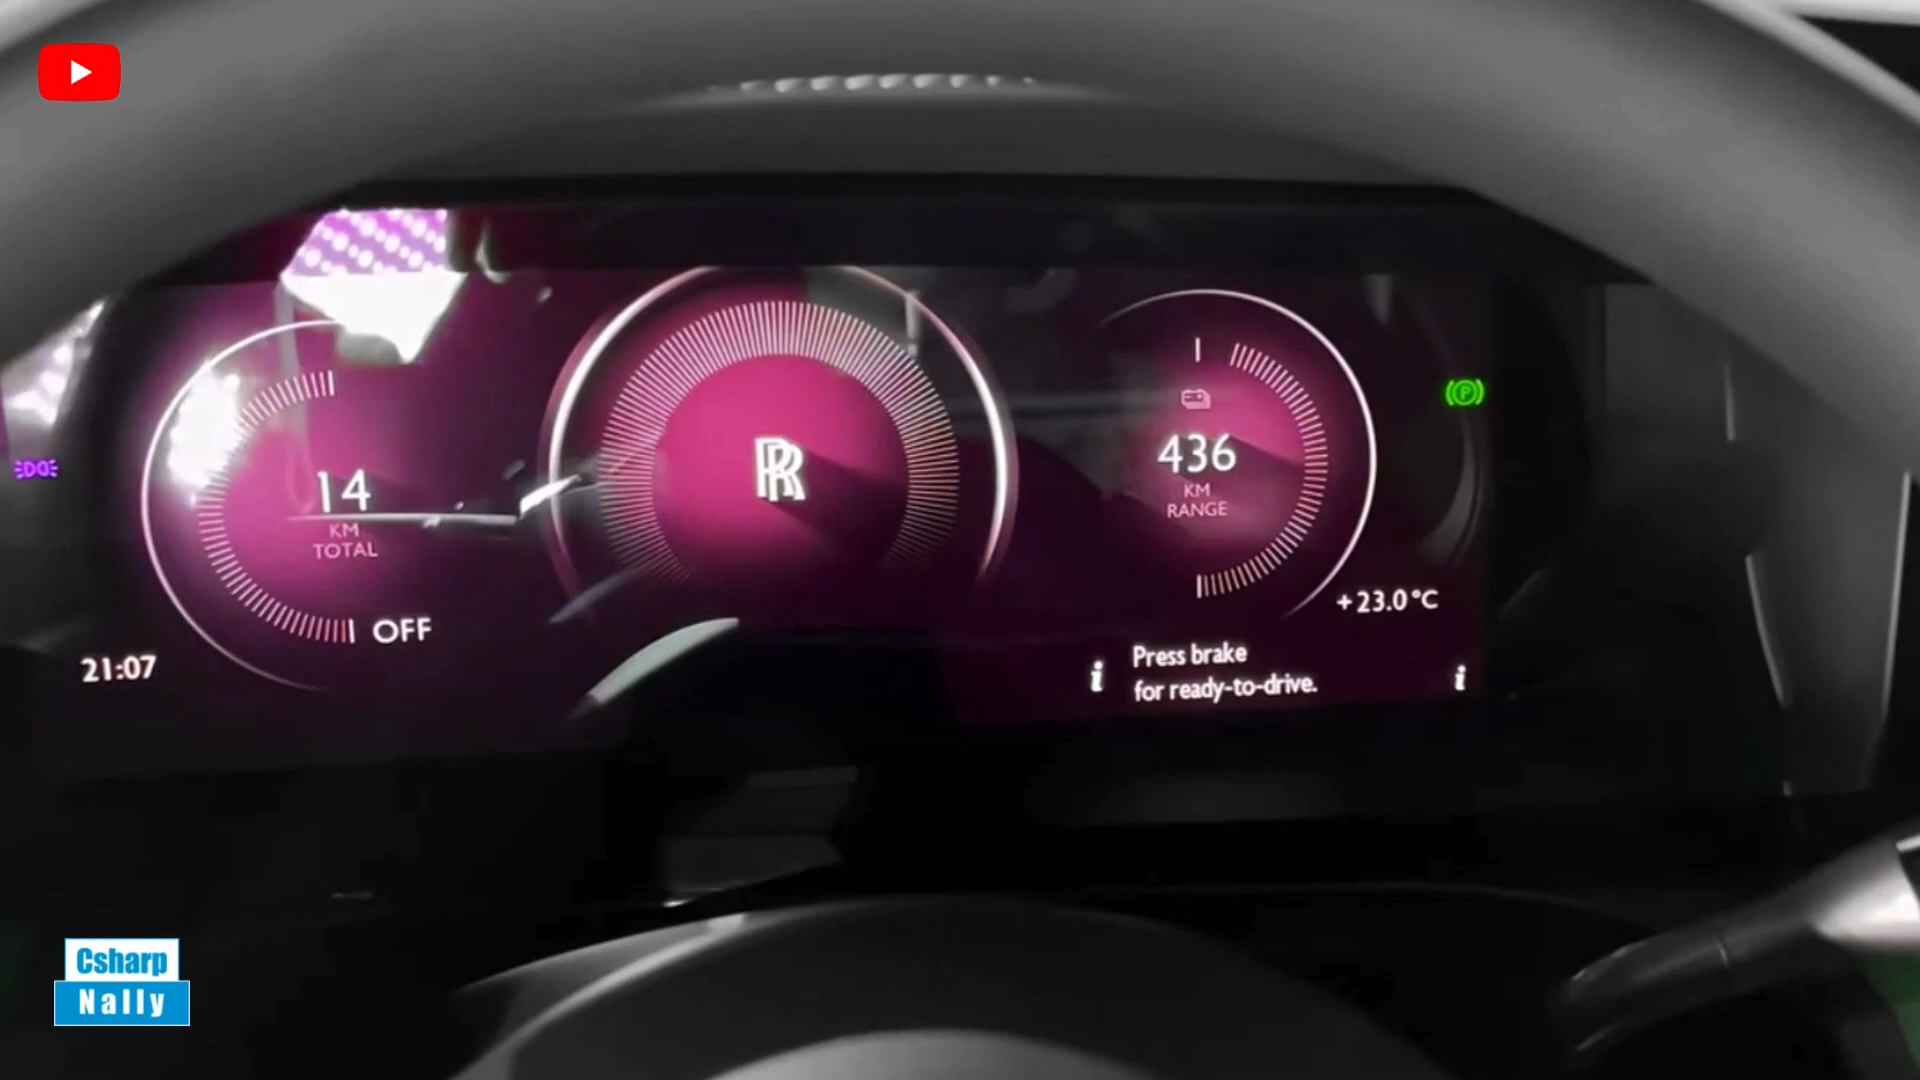 14
KM
TOTAL
OFF
21:07
RR
436
KM
RANGE
+23.0°C
i Press brake
for ready-to-drive. i
P
Csharp
Nally